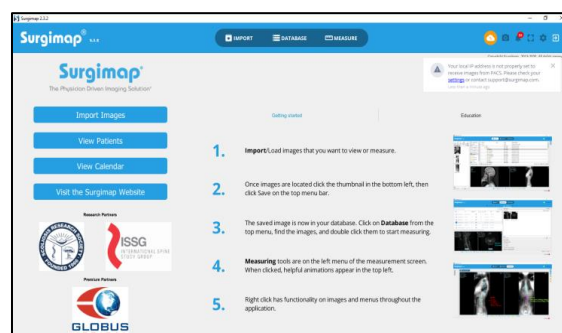 Surgimap 2.3.2
Surgimap®
IMPORT
DATABASE
MEASURE
Surgimap®
The Physician Driven Imaging Solution®
Your local IP address is not properly set to
receive images from PACS. Please check your
settings or contact support@surgimap.com.
Import Images
View Patients
View Calendar
Visit the Surgimap Website
Research Partners
ISSG
INTERNATIONAL SPINE
STUDY GROUP
Premium Partners
GLOBUS
Getting started
Education
1. Import/Load images that you want to view or measure.
2. Once images are located click the thumbnail in the bottom left, then
click Save on the top menu bar.
3. The saved image is now in your database. Click on Database from the
top menu, find the images, and double click them to start measuring.
4. Measuring tools are on the left menu of the measurement screen.
When clicked, helpful animations appear in the top left.
5. Right click has functionality on images and menus throughout the
application.